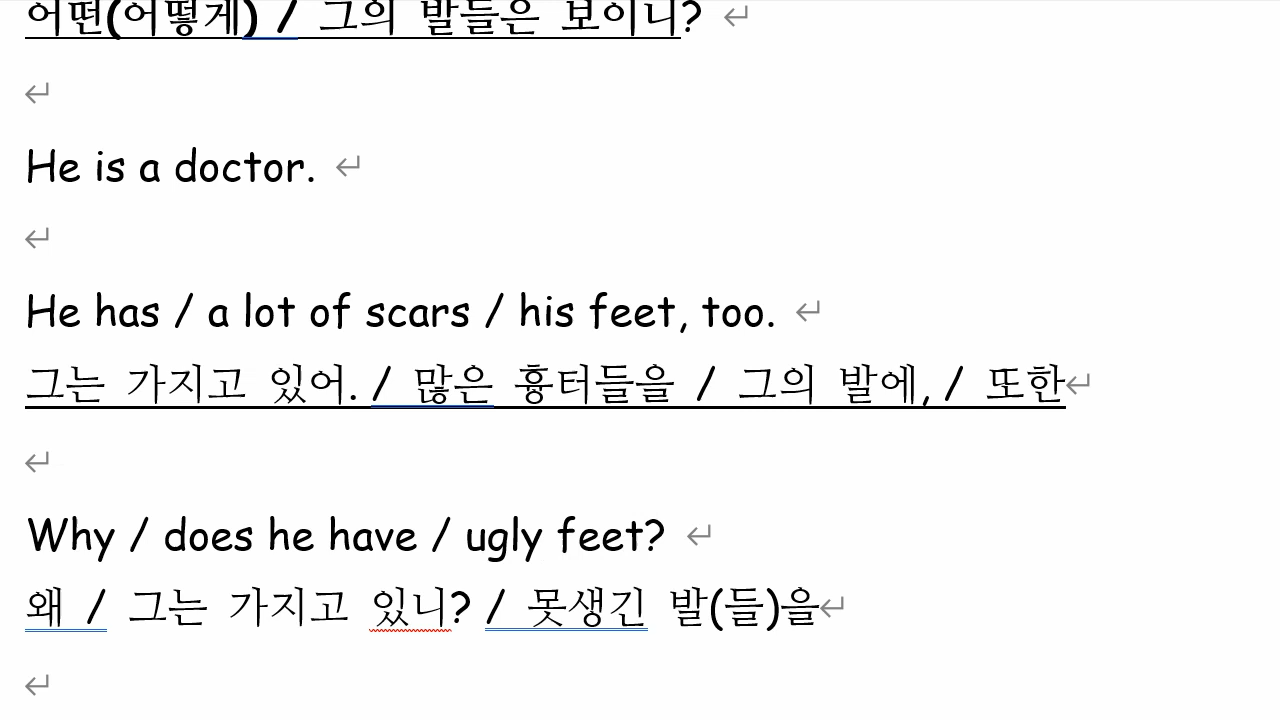 어떤(어떻게) / 그의 발들은 보이니?
He is a doctor.
He has / a lot of scars / his feet, too.
그는 가지고 있어. / 많은 흉터들을 / 그의 발에, / 또한
Why / does he have / ugly feet?
왜 / 그는 가지고 있니? / 못생긴 발(들)을